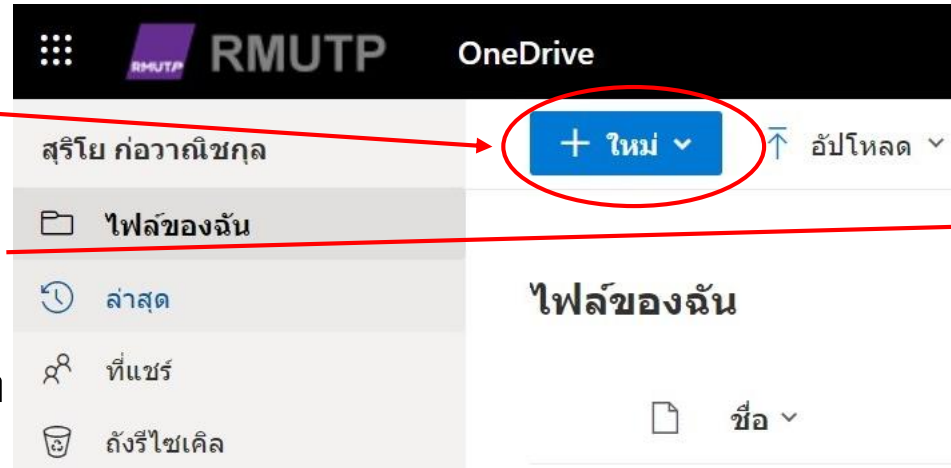 RMUTP RMUTP OneDrive
สุริโย ก่อวาณิชกุล
+ ใหม่ อัปโหลด
ไฟล์ของฉัน
ล่าสุด
ไฟล์ของฉัน
ที่แชร์
ชื่อ
ถังรีไซเคิล